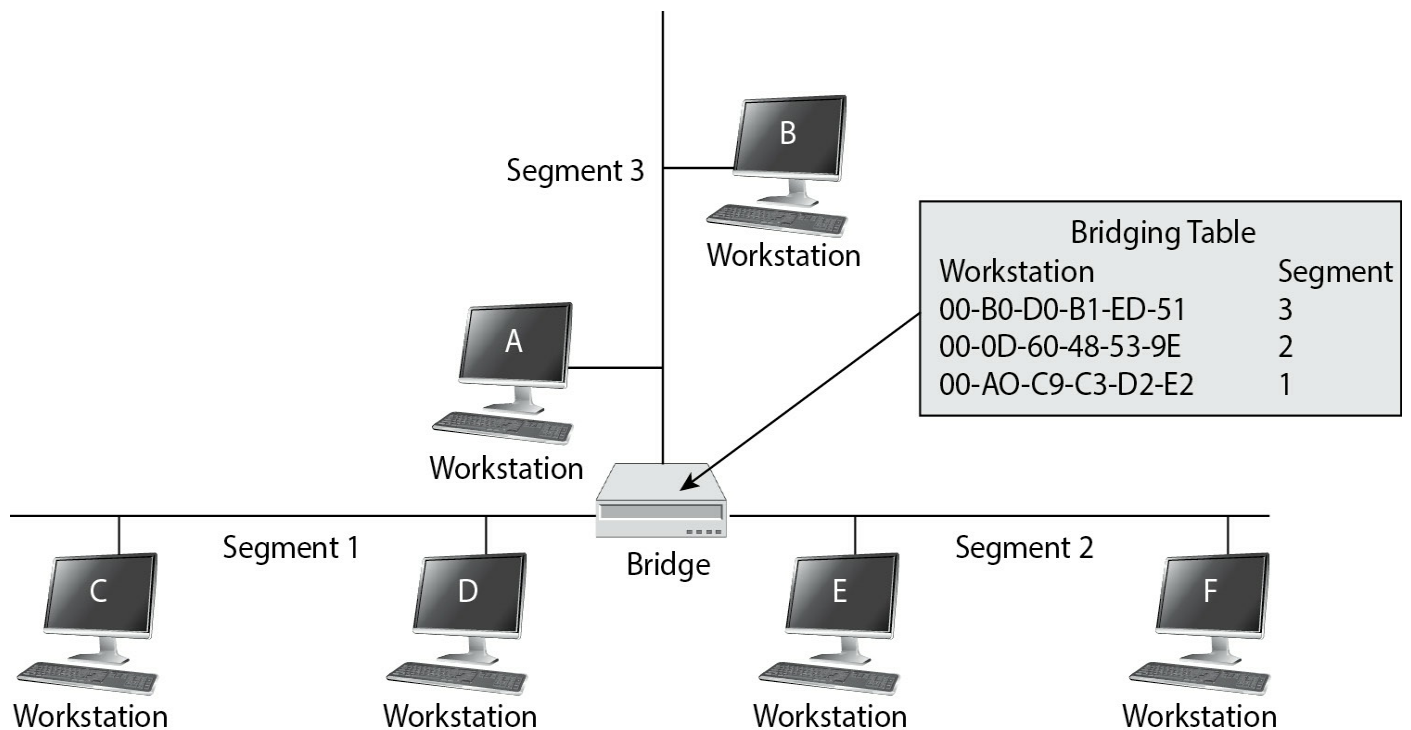 B
Segment 3
Workstation
Bridging Table
Workstation Segment
00-B0-D0-B1-ED-51 3
00-0D-60-48-53-9E 2
00-AO-C9-C3-D2-E2 1
A
Workstation
Segment 1
Bridge
Segment 2
C
D
E
F
Workstation
Workstation
Workstation
Workstation